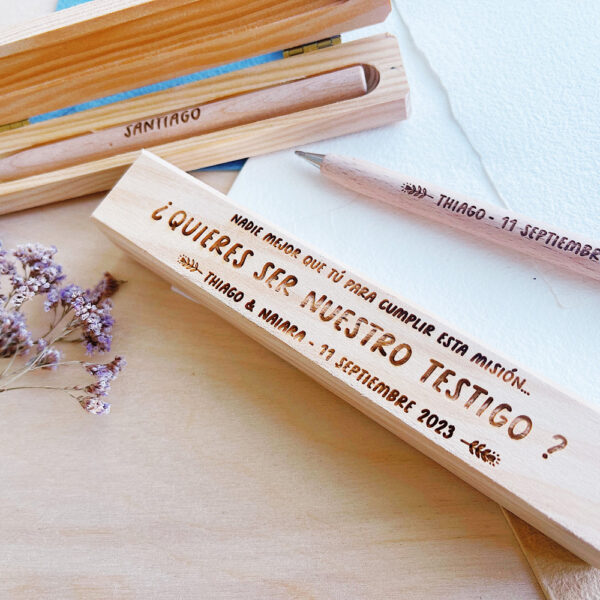 SANTIAGO
THIAGO - 11 SEPTIEMBRE
NADIE MEJOR QUE TÚ PARA CUMPLIR ESTA MISIÓN...
¿QUIERES SER NUESTRO TESTIGO ?
THIAGO & NAIARA - 11 SEPTIEMBRE 2023